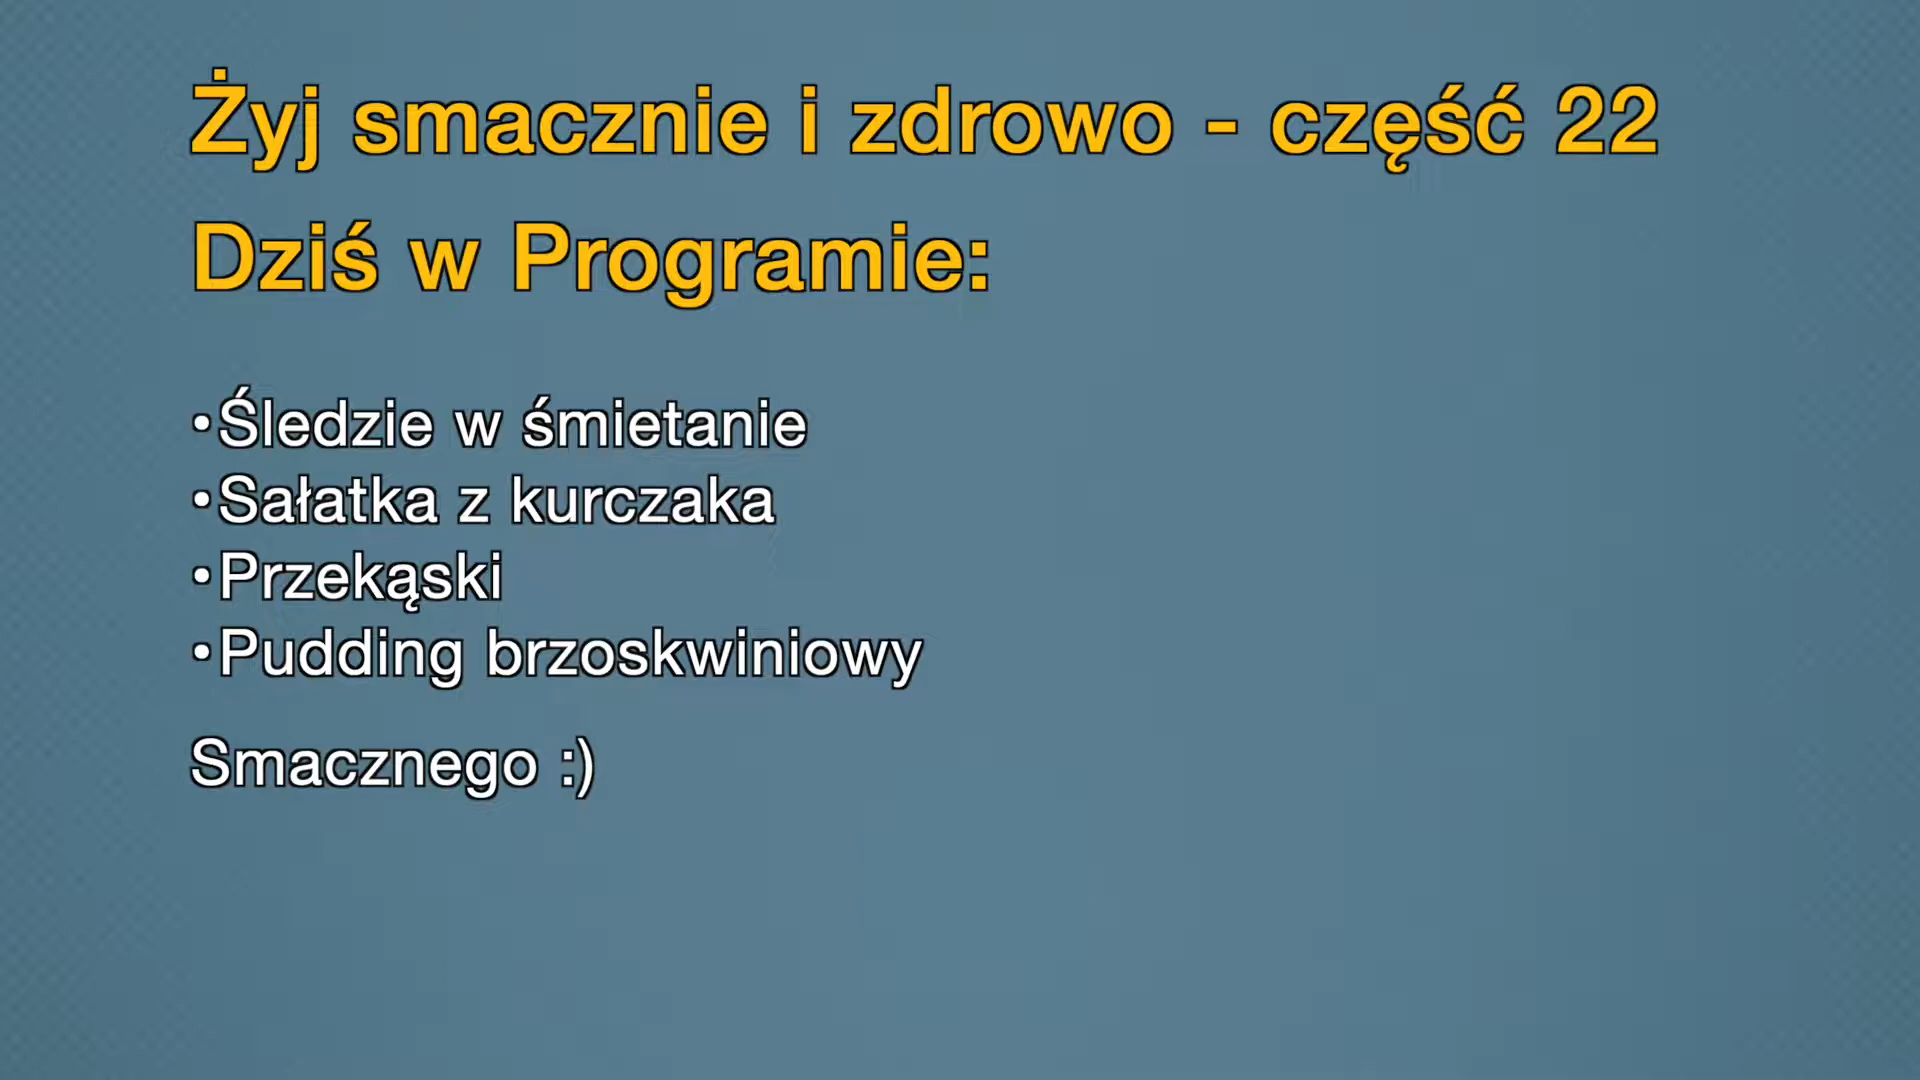 Żyj smacznie i zdrowo - część 22
Dziś w Programie:
•Śledzie w śmietanie
•Sałatka z kurczaka
•Przekąski
•Pudding brzoskwiniowy
Smacznego :)